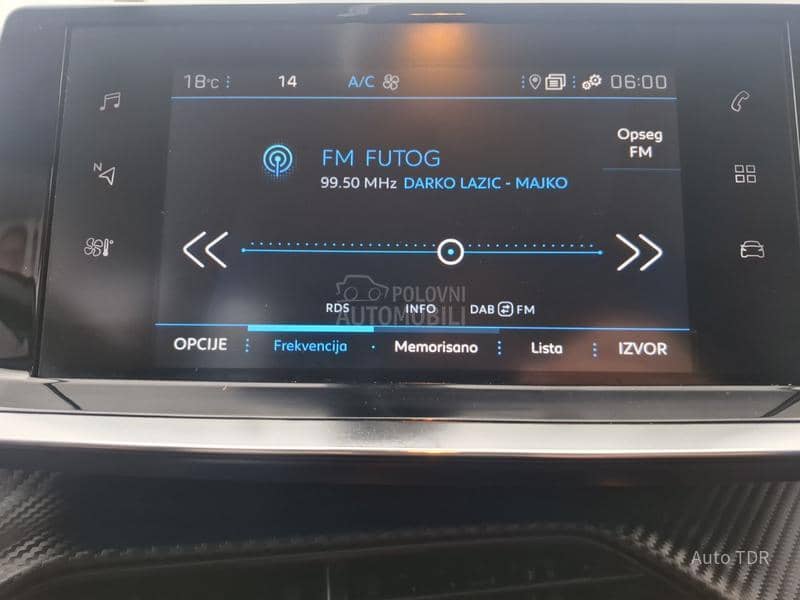 18°C 14 A/C 06:00
Opseg
FM
FM FUTOG
99.50 MHz DARKO LAZIC - MAJKO
N
POLOVNI
AUTOMOBILI
RDS INFO DAB FM
OPCIJE Frekvencija Memorisano Lista IZVOR
Auto TDR